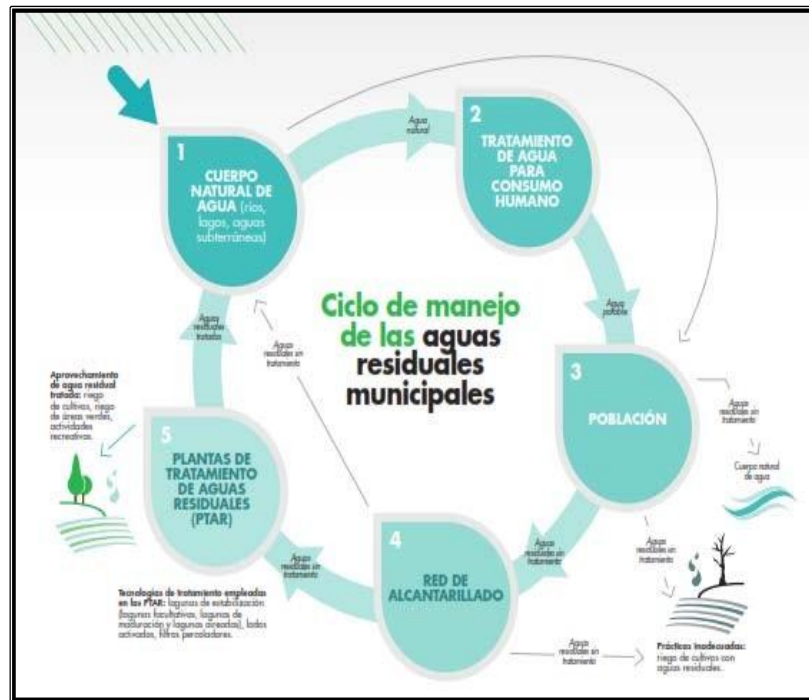 1
CUERPO
NATURAL DE
AGUA (ríos,
lagos, aguas
subterráneas)
Agua
natural
2
TRATAMIENTO
DE AGUA
PARA
CONSUMO
HUMANO
Agua
potable
Ciclo de manejo
de las aguas
residuales
municipales
3
POBLACIÓN
Aguas
residuales sin
tratamiento
Cuerpo natural
de agua
Aguas
residuales sin
tratamiento
Prácticas inadecuadas:
riego de cultivos con
aguas residuales.
Aguas
residuales sin
tratamiento
4
RED DE
ALCANTARILLADO
Aguas
residuales sin
tratamiento
Aguas
residuales sin
tratamiento
Aguas
residuales sin
tratamiento
5
PLANTAS DE
TRATAMIENTO
DE AGUAS
RESIDUALES
(PTAR)
Aguas
residuales
tratadas
Aprovechamiento
de agua residual
tratada: riego
de cultivos, riego
de áreas verdes,
actividades
recreativas.
Tecnologías de tratamiento empleadas
en las PTAR: lagunas de estabilización
(lagunas facultativas, lagunas de
maduración y lagunas aireadas), lodos
activados, filtros percoladores.